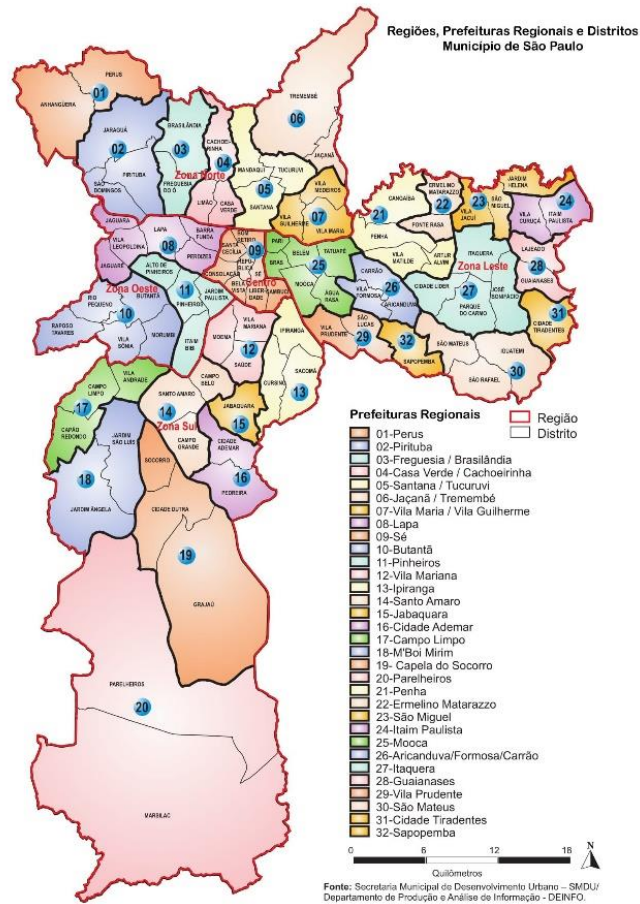 Regiões, Prefeituras Regionais e Distritos
Município de São Paulo
PERUS
01
ANHANGÜERA
TREMEMBÉ
06
JAÇANÃ
JARAGUÁ
02
PIRITUBA
SÃO
DOMINGOS
BRASILÂNDIA
03
FREGUESIA
DO Ó
Zona Norte
CACHOEI-
RINHA
04
LIMÃO
CASA
VERDE
MANDAQUI
TUCURUVI
05
SANTANA
VILA
MEDEIROS
07
VILA
GUILHERME
VILA MARIA
CANGAÍBA
21
PENHA
VILA
MATILDE
ARTUR
ALVIM
ERMELINO
MATARAZZO
22
PONTE RASA
23
VILA
JACUÍ
SÃO
MIGUEL
JARDIM
HELENA
24
VILA
CURUÇÁ
ITAIM
PAULISTA
LAJEADO
28
GUAIANASES
JAGUARA
LAPA
BARRA
FUNDA
VILA
LEOPOLDINA
08
PERDIZES
JAGUARÉ
ALTO DE
PINHEIROS
11
PINHEIROS
JARDIM
PAULISTA
ITAIM
BIBI
Zona Oeste
RIO
PEQUENO
BUTANTÃ
10
RAPOSO
TAVARES
MORUMBI
VILA
SÔNIA
BOM
RETIRO
09
SANTA
CECÍLIA
REPÚ-
BLICA
SÉ
Centro
CONSOLAÇÃO
BELA
VISTA
LIBER-
DADE
CAMBUCI
PARI
BRÁS
BELÉM
TATUAPÉ
25
MOOCA
ÁGUA
RASA
CARRÃO
26
VILA
FORMOSA
ARICANDUVA
ITAQUERA
Zona Leste
CIDADE LÍDER
27
PARQUE
DO CARMO
JOSÉ
BONIFÁCIO
31
CIDADE
TIRADENTES
VILA
PRUDENTE
SÃO
LUCAS
29
32
SAPOPEMBA
SÃO MATEUS
IGUATEMI
30
SÃO RAFAEL
VILA
MARIANA
MOEMA
12
SAÚDE
IPIRANGA
CURSINO
SACOMÃ
13
CAMPO
LIMPO
VILA
ANDRADE
17
CAPÃO
REDONDO
CAMPO
BELO
SANTO AMARO
14
Zona Sul
CAMPO
GRANDE
JABAQUARA
15
CIDADE
ADEMAR
16
PEDREIRA
JARDIM
SÃO LUÍS
18
JARDIM ÂNGELA
SOCORRO
CIDADE DUTRA
19
GRAJAÚ
PARELHEIROS
20
MARSILAC
Prefeituras Regionais
01-Perus
02-Pirituba
03-Freguesia / Brasilândia
04-Casa Verde / Cachoeirinha
05-Santana / Tucuruvi
06-Jaçanã / Tremembé
07-Vila Maria / Vila Guilherme
08-Lapa
09-Sé
10-Butantã
11-Pinheiros
12-Vila Mariana
13-Ipiranga
14-Santo Amaro
15-Jabaquara
16-Cidade Ademar
17-Campo Limpo
18-M'Boi Mirim
19- Capela do Socorro
20-Parelheiros
21-Penha
22-Ermelino Matarazzo
23-São Miguel
24-Itaim Paulista
25-Mooca
26-Aricanduva/Formosa/Carrão
27-Itaquera
28-Guaianases
29-Vila Prudente
30-São Mateus
31-Cidade Tiradentes
32-Sapopemba
Região
Distrito
0 6 12 18
Quilômetros
N
Fonte: Secretaria Municipal de Desenvolvimento Urbano – SMDU/
Departamento de Produção e Análise de Informação - DEINFO.